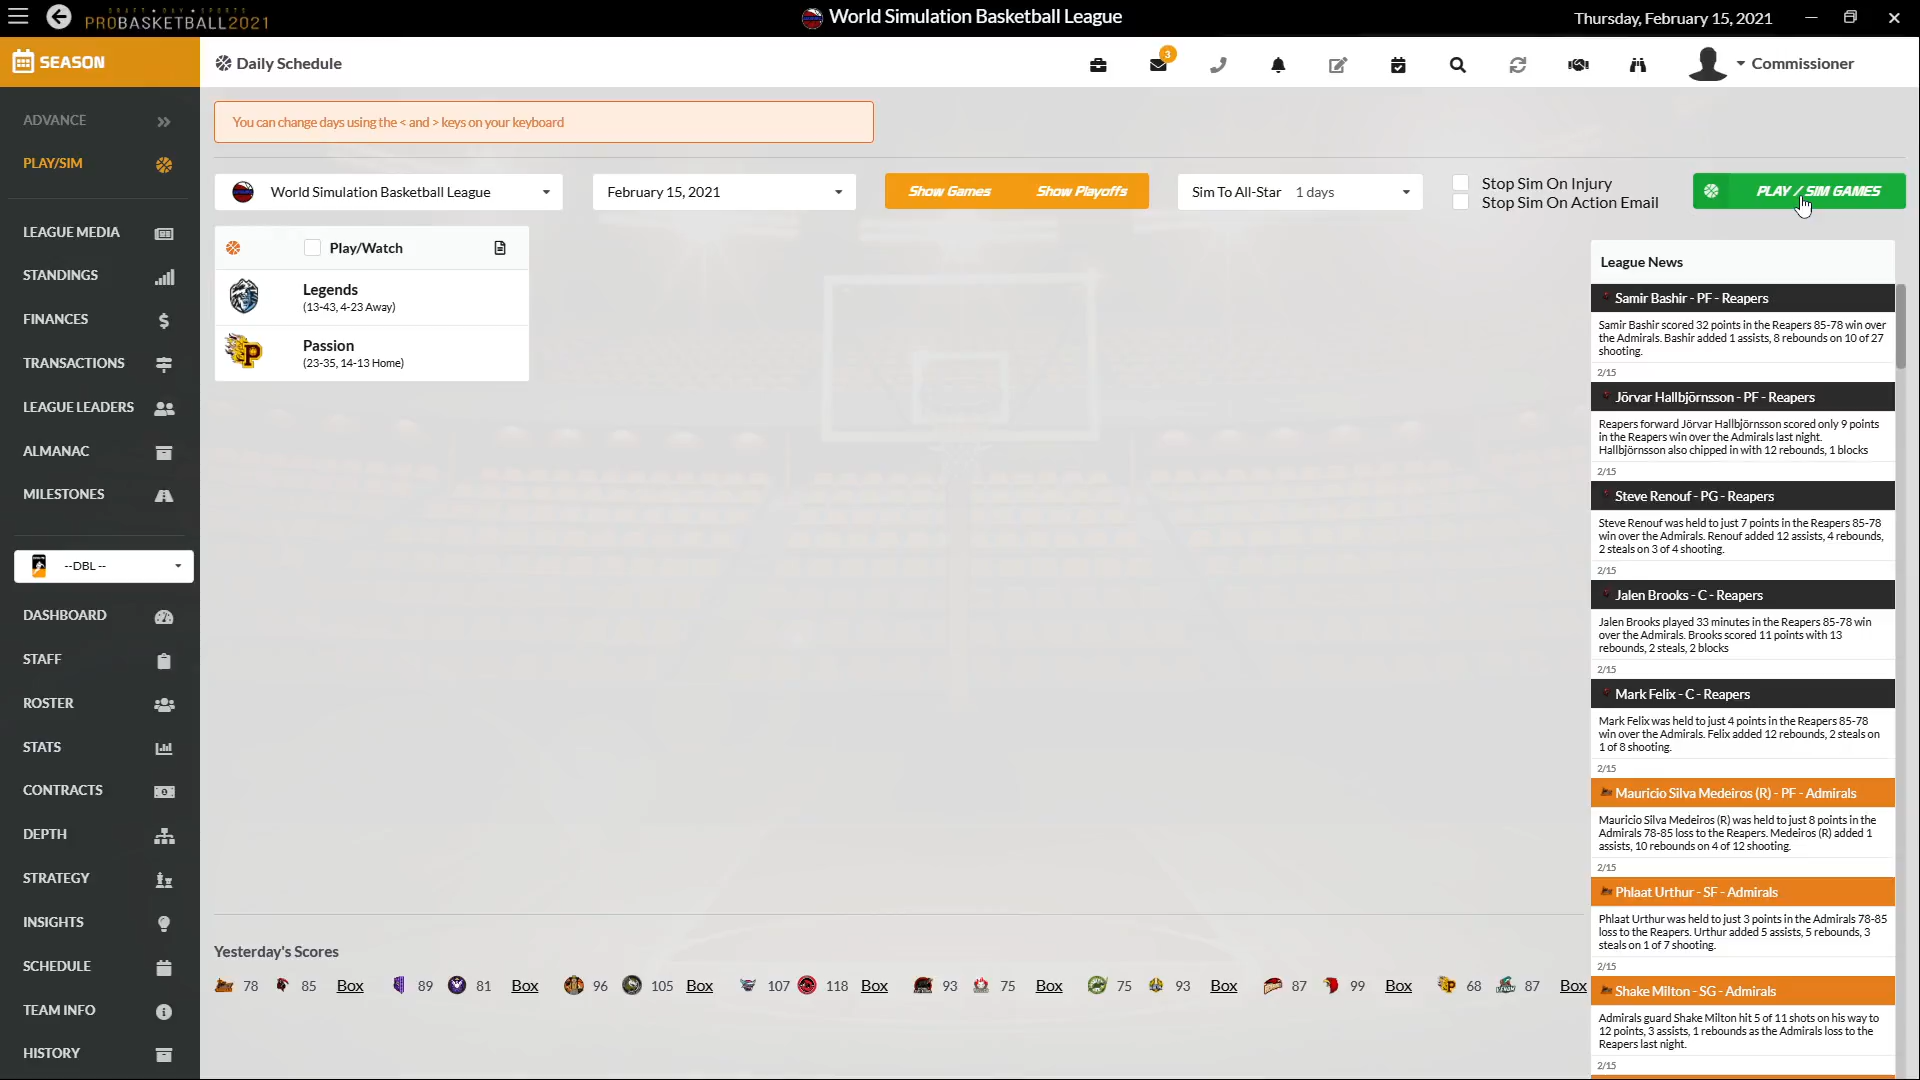 DRAFT • DAY • SPORTS
PROBASKETBALL2021
World Simulation Basketball League
Thursday, February 15, 2021
SEASON
Daily Schedule
3
Commissioner
ADVANCE
PLAY/SIM
LEAGUE MEDIA
STANDINGS
FINANCES
TRANSACTIONS
LEAGUE LEADERS
ALMANAC
MILESTONES
--DBL --
DASHBOARD
STAFF
ROSTER
STATS
CONTRACTS
DEPTH
STRATEGY
INSIGHTS
SCHEDULE
TEAM INFO
HISTORY
You can change days using the < and > keys on your keyboard
World Simulation Basketball League
February 15, 2021
Show Games
Show Playoffs
Sim To All-Star 1 days
Stop Sim On Injury
Stop Sim On Action Email
PLAY / SIM GAMES
Play/Watch
Legends
(13-43, 4-23 Away)
Passion
(23-35, 14-13 Home)
Yesterday's Scores
78 85 Box 89 81 Box 96 105 Box 107 118 Box 93 75 Box 75 93 Box 87 99 Box 68 87 Box
League News
Samir Bashir - PF - Reapers
Samir Bashir scored 32 points in the Reapers 85-78 win over
the Admirals. Bashir added 1 assists, 8 rebounds on 10 of 27
shooting.
2/15
Jörvar Hallbjörnsson - PF - Reapers
Reapers forward Jörvar Hallbjörnsson scored only 9 points
in the Reapers win over the Admirals last night.
Hallbjörnsson also chipped in with 12 rebounds, 1 blocks
2/15
Steve Renouf - PG - Reapers
Steve Renouf was held to just 7 points in the Reapers 85-78
win over the Admirals. Renouf added 12 assists, 4 rebounds,
2 steals on 3 of 4 shooting.
2/15
Jalen Brooks - C - Reapers
Jalen Brooks played 33 minutes in the Reapers 85-78 win
over the Admirals. Brooks scored 11 points with 13
rebounds, 2 steals, 2 blocks
2/15
Mark Felix - C - Reapers
Mark Felix was held to just 4 points in the Reapers 85-78
win over the Admirals. Felix added 12 rebounds, 2 steals on
1 of 8 shooting.
2/15
Mauricio Silva Medeiros (R) - PF - Admirals
Mauricio Silva Medeiros (R) was held to just 8 points in the
Admirals 78-85 loss to the Reapers. Medeiros (R) added 1
assists, 10 rebounds on 4 of 12 shooting.
2/15
Phlaat Urthur - SF - Admirals
Phlaat Urthur was held to just 3 points in the Admirals 78-85
loss to the Reapers. Urthur added 5 assists, 5 rebounds, 3
steals on 1 of 7 shooting.
2/15
Shake Milton - SG - Admirals
Admirals guard Shake Milton hit 5 of 11 shots on his way to
12 points, 3 assists, 1 rebounds as the Admirals loss to the
Reapers last night.
2/15